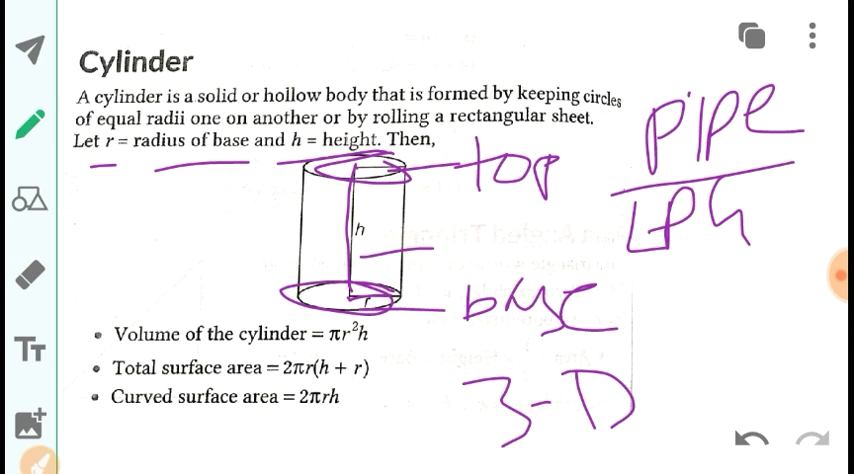 Cylinder
A cylinder is a solid or hollow body that is formed by keeping circles
of equal radii one on another or by rolling a rectangular sheet.
Let r = radius of base and h = height. Then,
pipe
top
h
r
base
• Volume of the cylinder = πr²h
• Total surface area = 2πr(h + r)
• Curved surface area = 2πrh
3-D
TT